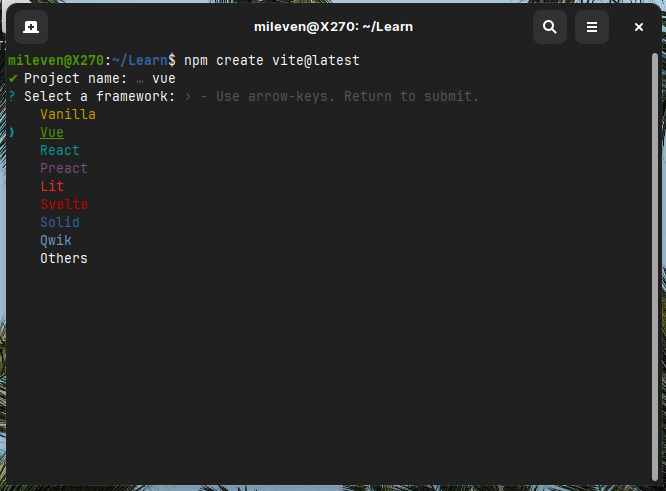 mileven@X270: ~/Learn
mileven@X270:~/Learn$ npm create vite@latest
✔ Project name: … vue
? Select a framework: › - Use arrow-keys. Return to submit.
Vanilla
❯ Vue
React
Preact
Lit
Svelte
Solid
Qwik
Others